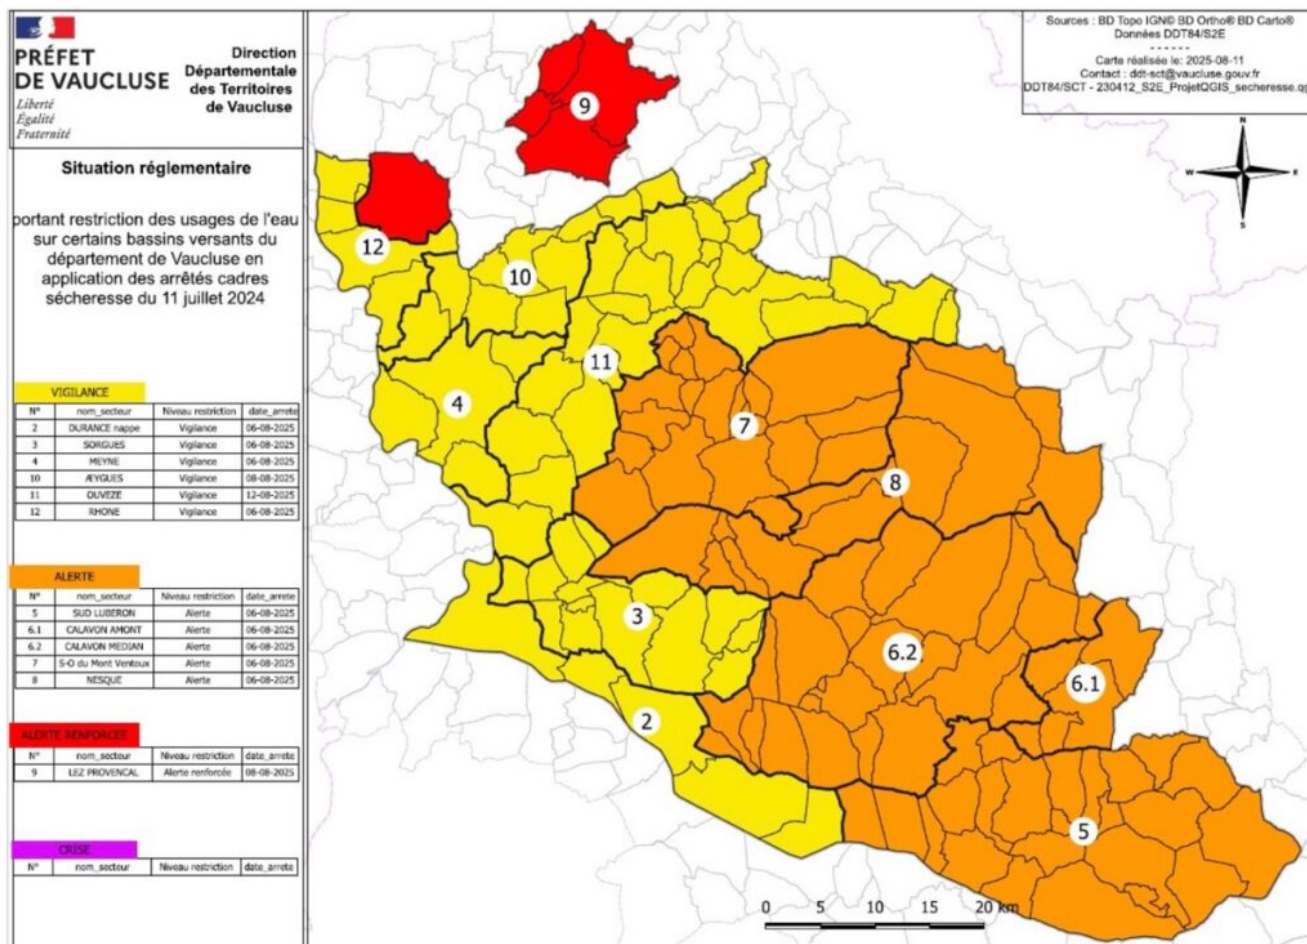 PRÉFET
DE VAUCLUSE
Liberté
Égalité
Fraternité
Direction
Départementale
des Territoires
de Vaucluse
Situation réglementaire
portant restriction des usages de l'eau
sur certains bassins versants du
département de Vaucluse en
application des arrêtés cadres
sécheresse du 11 juillet 2024
VIGILANCE
N° nom_secteur Niveau restriction date_arrete
2 DURANCE nappe Vigilance 06-08-2025
3 SORGUES Vigilance 06-08-2025
4 MEYNE Vigilance 06-08-2025
10 ÆYGUES Vigilance 08-08-2025
11 OUVEZE Vigilance 12-08-2025
12 RHONE Vigilance 06-08-2025
ALERTE
N° nom_secteur Niveau restriction date_arrete
5 SUD LUBERON Alerte 06-08-2025
6.1 CALAVON AMONT Alerte 06-08-2025
6.2 CALAVON MEDIAN Alerte 06-08-2025
7 S-O du Mont Ventoux Alerte 06-08-2025
8 NESQUE Alerte 06-08-2025
ALERTE RENFORCEE
N° nom_secteur Niveau restriction date_arrete
9 LEZ PROVENCAL Alerte renforcée 08-08-2025
CRISE
N° nom_secteur Niveau restriction date_arrete
Sources : BD Topo IGN© BD Ortho® BD Carto®
Données DDT84/S2E
- - - - - -
Carte réalisée le: 2025-08-11
Contact : ddt-sct@vaucluse.gouv.fr
DDT84/SCT - 230412_S2E_ProjetQGIS_secheresse.qg
N
W E
S
9
12
10
11
4
7
8
3
6.2
6.1
2
5
0 5 10 15 20 km